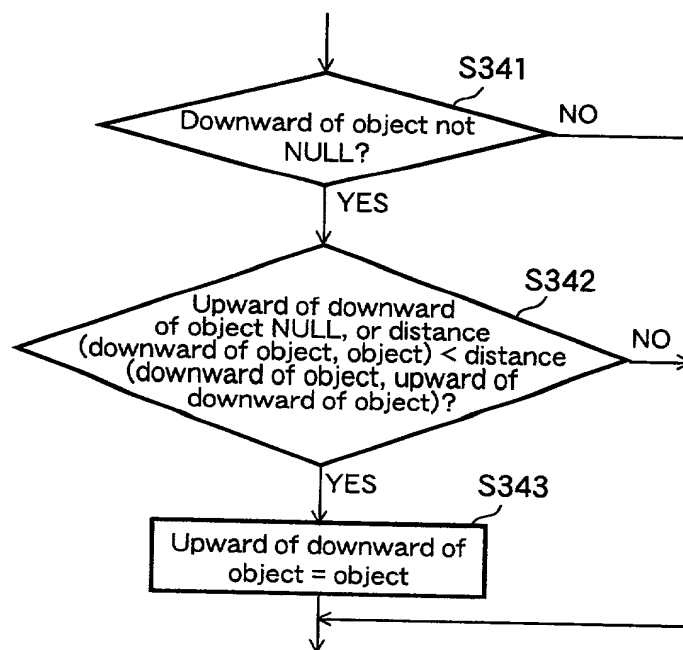 S341
Downward of object not
NULL?
NO
YES
S342
Upward of downward
of object NULL, or distance
(downward of object, object) < distance
(downward of object, upward of
downward of object)?
NO
YES
S343
Upward of downward of
object = object